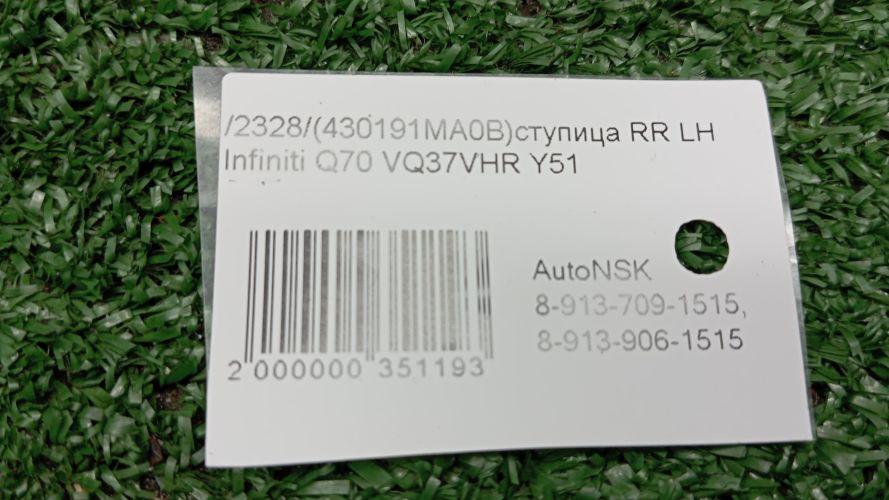 /2328/(430191MA0B)ступица RR LH
Infiniti Q70 VQ37VHR Y51
AutoNSK
8-913-709-1515,
8-913-906-1515
2 000000 351193